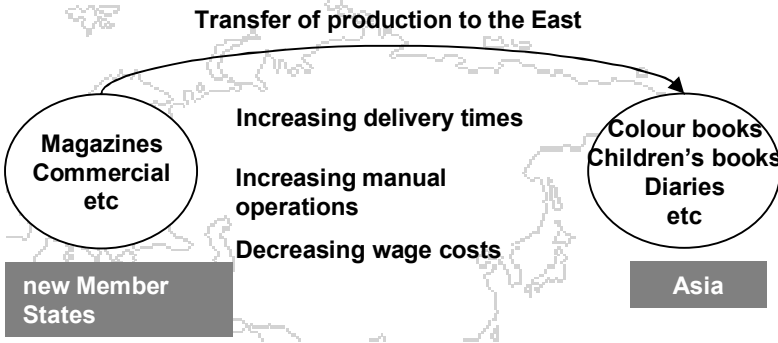 Transfer of production to the East
Magazines
Commercial
etc
Increasing delivery times
Increasing manual
operations
Decreasing wage costs
Colour books
Children's books
Diaries
etc
new Member
States
Asia